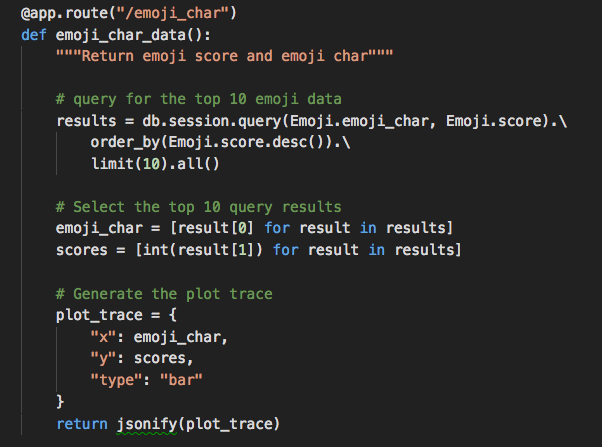 @app.route("/emoji_char")
def emoji_char_data():
    """Return emoji score and emoji char"""

    # query for the top 10 emoji data
    results = db.session.query(Emoji.emoji_char, Emoji.score).\
        order_by(Emoji.score.desc()).\
        limit(10).all()

    # Select the top 10 query results
    emoji_char = [result[0] for result in results]
    scores = [int(result[1]) for result in results]

    # Generate the plot trace
    plot_trace = {
        "x": emoji_char,
        "y": scores,
        "type": "bar"
    }
    return jsonify(plot_trace)